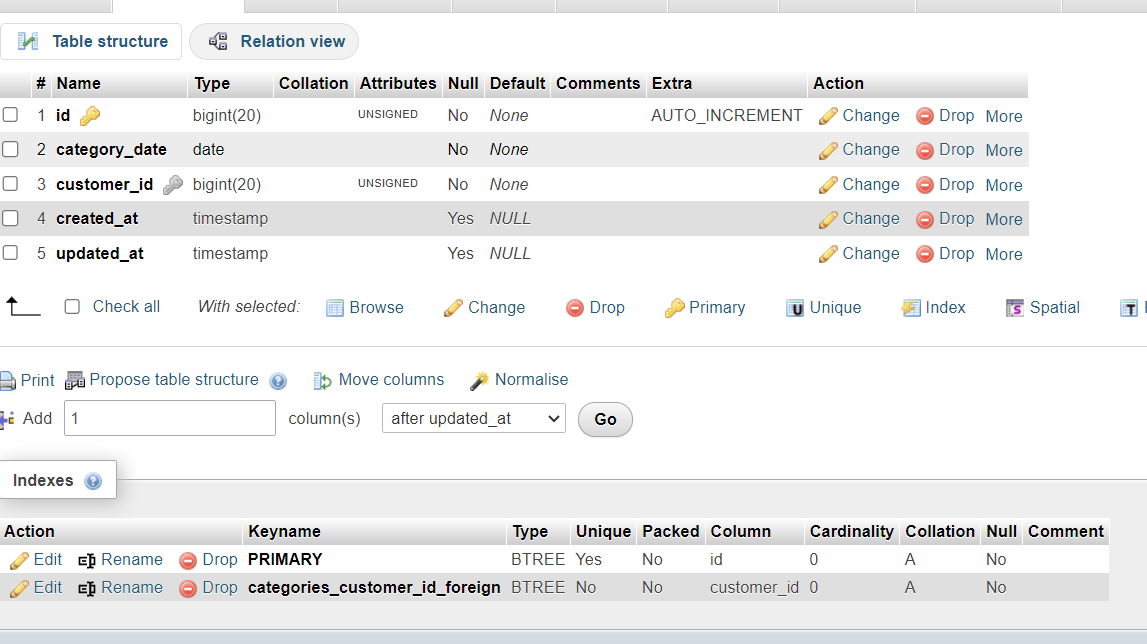 Table structure Relation view
# Name Type Collation Attributes Null Default Comments Extra Action
1 id bigint(20) UNSIGNED No None AUTO_INCREMENT Change Drop More
2 category_date date No None Change Drop More
3 customer_id bigint(20) UNSIGNED No None Change Drop More
4 created_at timestamp Yes NULL Change Drop More
5 updated_at timestamp Yes NULL Change Drop More
Check all With selected: Browse Change Drop Primary U Unique Index S Spatial T
Print Propose table structure Move columns Normalise
Add 1 column(s) after updated_at Go
Indexes
Action Keyname Type Unique Packed Column Cardinality Collation Null Comment
Edit Rename Drop PRIMARY BTREE Yes No id 0 A No
Edit Rename Drop categories_customer_id_foreign BTREE No No customer_id 0 A No